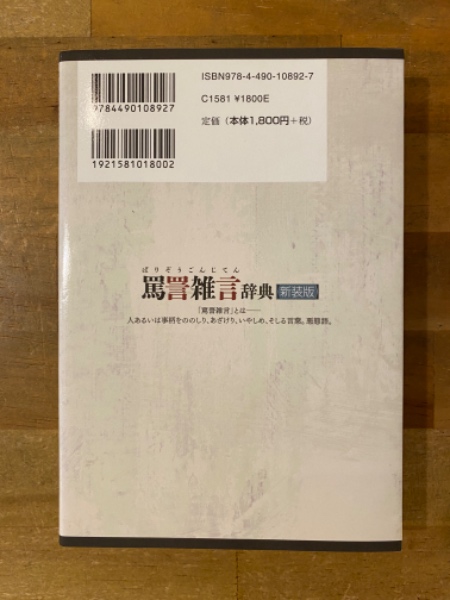 ISBN978-4-490-10892-7
9784490108927
C1581 ¥1800E
定価（本体1,800円＋税）
1921581018002
ばりぞうごんじてん
罵詈雑言辞典 新装版
「罵詈雑言」とは——
人あるいは事柄をののしり、あざけり、いやしめ、そしる言葉。悪態語。